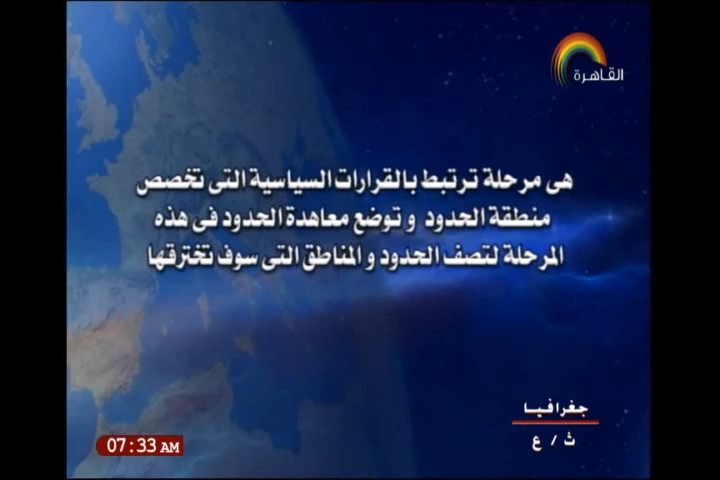 القاهرة
هى مرحلة ترتبط بالقرارات السياسية التى تخصص
منطقة الحدود و توضع معاهدة الحدود فى هذه
المرحلة لتصف الحدود و المناطق التى سوف تخترقها
جغرافيا
ث / ع
07:33 AM